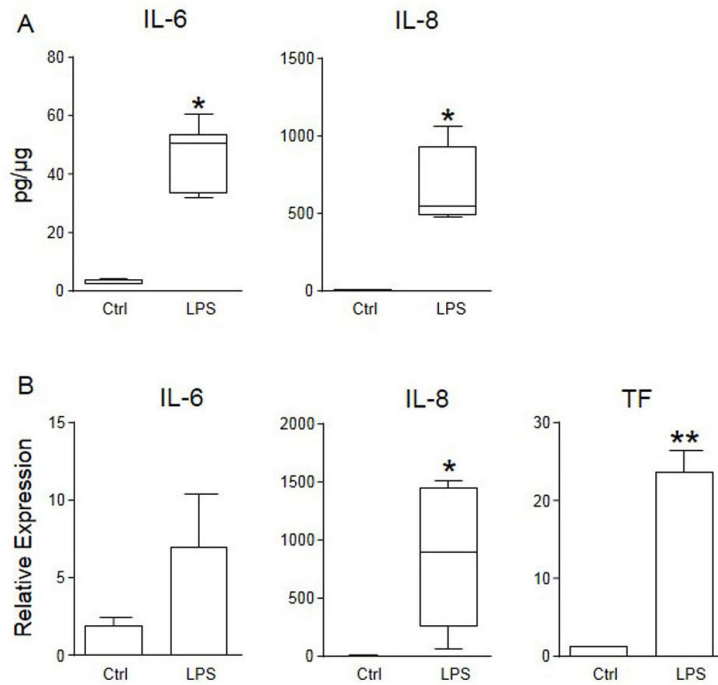 A
IL-6
IL-8
pg/µg
80
60
40
20
0
*
Ctrl
LPS
1500
1000
500
0
*
Ctrl
LPS
B
IL-6
IL-8
TF
Relative Expression
15
10
5
0
Ctrl
LPS
2000
1500
1000
500
0
*
Ctrl
LPS
30
20
10
0
**
Ctrl
LPS